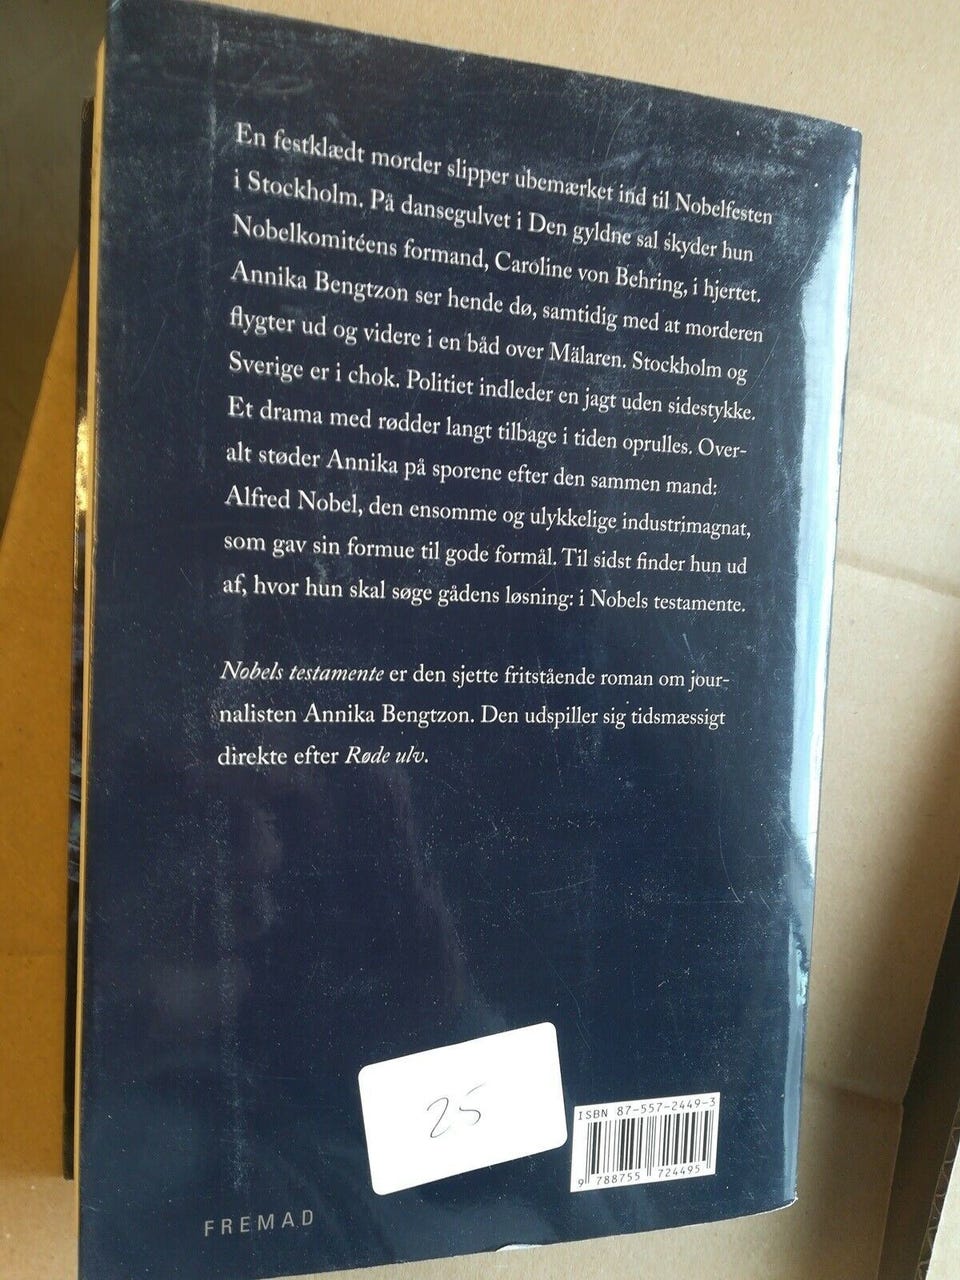 En festklædt morder slipper ubemærket ind til Nobelfesten
i Stockholm. På dansegulvet i Den gyldne sal skyder hun
Nobelkomitéens formand, Caroline von Behring, i hjertet.
Annika Bengtzon ser hende dø, samtidig med at morderen
flygter ud og videre i en båd over Mälaren. Stockholm og
Sverige er i chok. Politiet indleder en jagt uden sidestykke.
Et drama med rødder langt tilbage i tiden oprulles. Over-
alt støder Annika på sporene efter den sammen mand:
Alfred Nobel, den ensomme og ulykkelige industrimagnat,
som gav sin formue til gode formål. Til sidst finder hun ud
af, hvor hun skal søge gådens løsning: i Nobels testamente.
Nobels testamente er den sjette fritstående roman om jour-
nalisten Annika Bengtzon. Den udspiller sig tidsmæssigt
direkte efter Røde ulv.
25
ISBN 87-557-2449-3
9 788755 724495
FREMAD